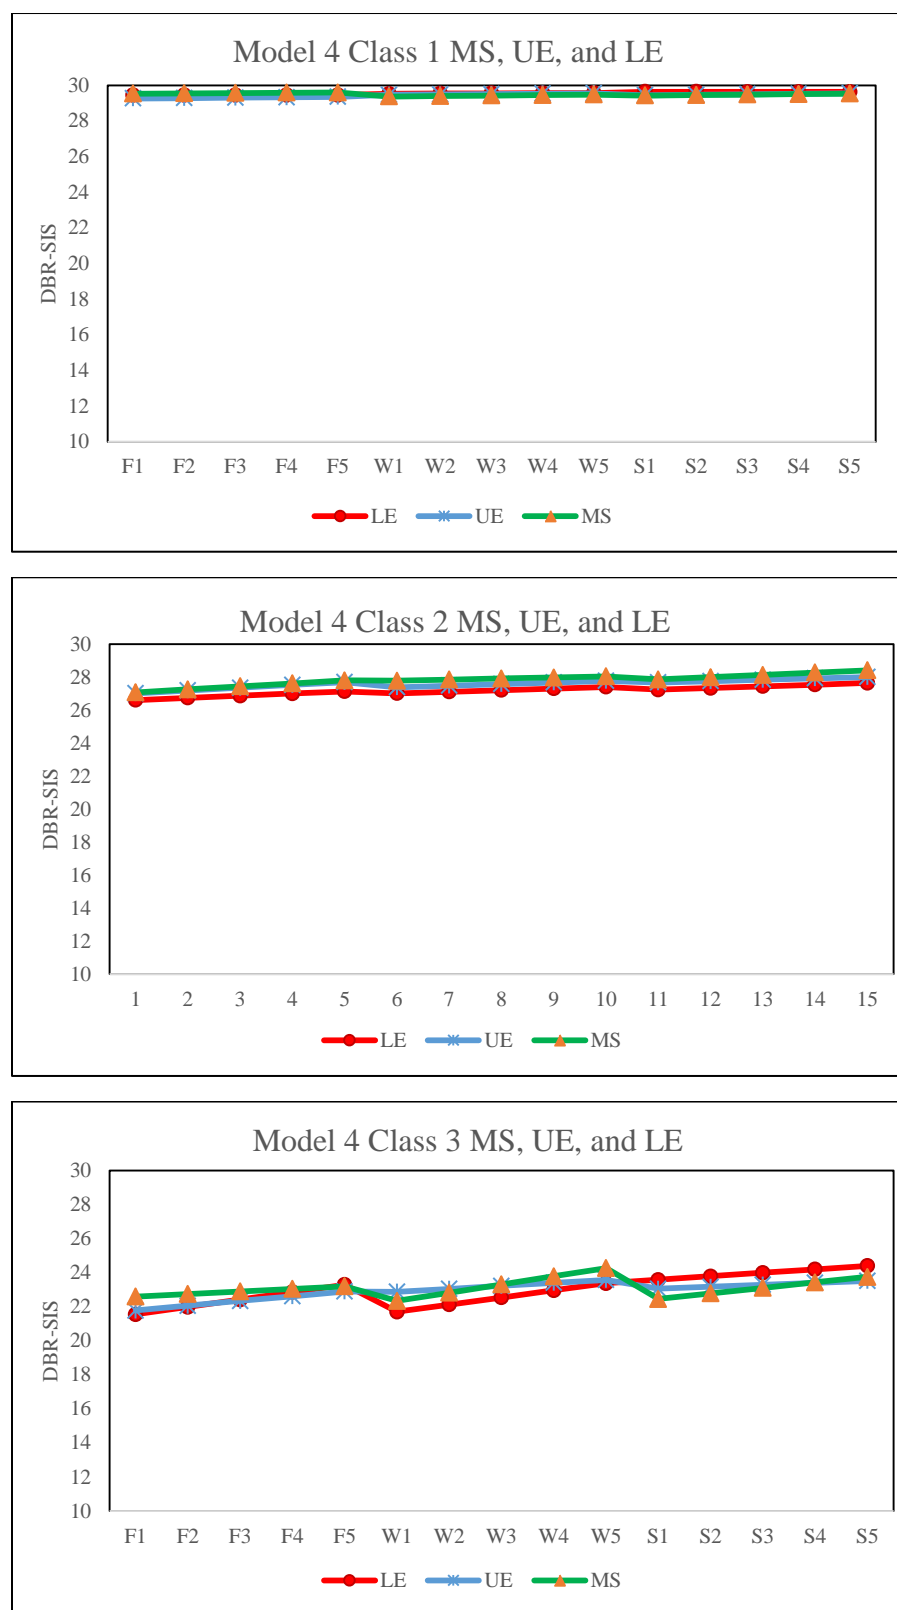 Model 4 Class 1 MS, UE, and LE
30
28
26
24
22
20
18
16
14
12
10
DBR-SIS
F1 F2 F3 F4 F5 W1 W2 W3 W4 W5 S1 S2 S3 S4 S5
LE UE MS
Model 4 Class 2 MS, UE, and LE
30
28
26
24
22
20
18
16
14
12
10
DBR-SIS
1 2 3 4 5 6 7 8 9 10 11 12 13 14 15
LE UE MS
Model 4 Class 3 MS, UE, and LE
30
28
26
24
22
20
18
16
14
12
10
DBR-SIS
F1 F2 F3 F4 F5 W1 W2 W3 W4 W5 S1 S2 S3 S4 S5
LE UE MS